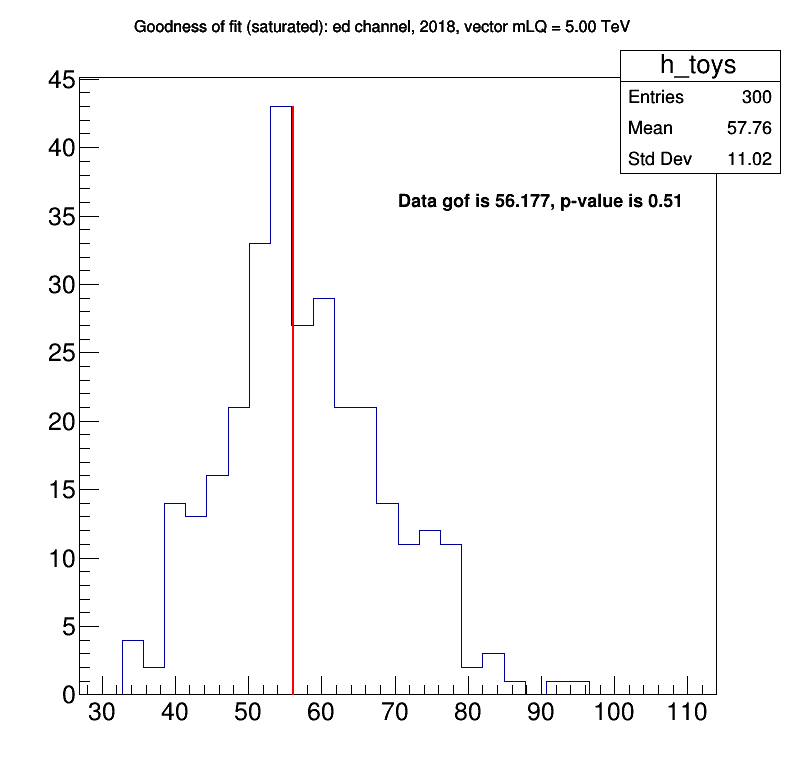 Goodness of fit (saturated): ed channel, 2018, vector mLQ = 5.00 TeV
h_toys
Entries 300
Mean 57.76
Std Dev 11.02
Data gof is 56.177, p-value is 0.51
45
40
35
30
25
20
15
10
5
0
30 40 50 60 70 80 90 100 110